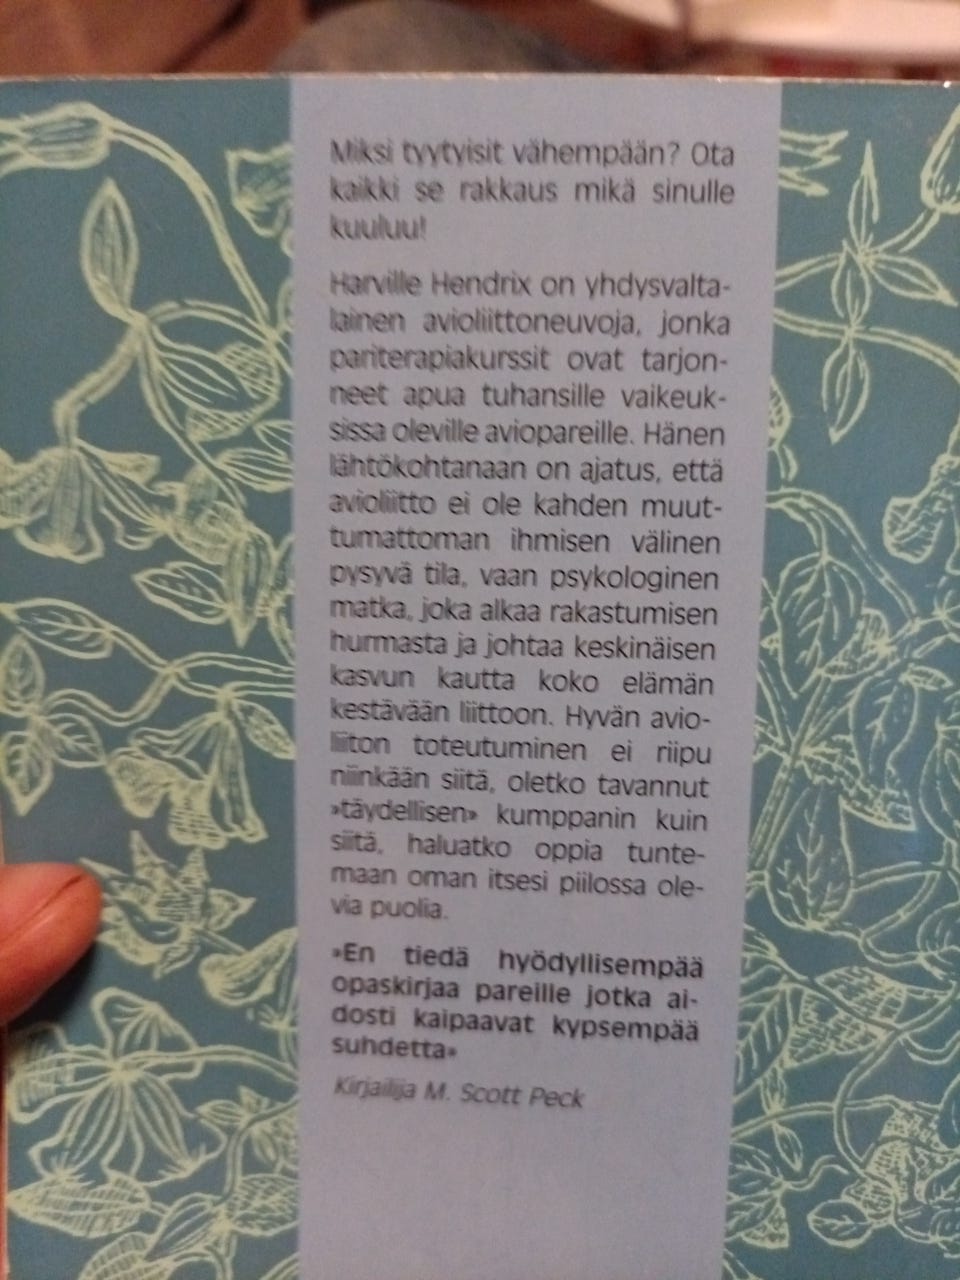 Miksi tyytyisit vähempään? Ota
kaikki se rakkaus mikä sinulle
kuuluu!
Harville Hendrix on yhdysvalta-
lainen avioliittoneuvoja, jonka
pariterapiakurssit ovat tarjon-
neet apua tuhansille vaikeuk-
sissa oleville aviopareille. Hänen
lähtökohtanaan on ajatus, että
avioliitto ei ole kahden muut-
tumattoman ihmisen välinen
pysyvä tila, vaan psykologinen
matka, joka alkaa rakastumisen
hurmasta ja johtaa keskinäisen
kasvun kautta koko elämän
kestävään liittoon. Hyvän avio-
liiton toteutuminen ei riipu
niinkään siitä, oletko tavannut
»täydellisen» kumppanin kuin
siitä, haluatko oppia tunte-
maan oman itsesi piilossa ole-
via puolia.
»En tiedä hyödyllisempää
opaskirjaa pareille jotka ai-
dosti kaipaavat kypsempää
suhdetta»
Kirjailija M. Scott Peck